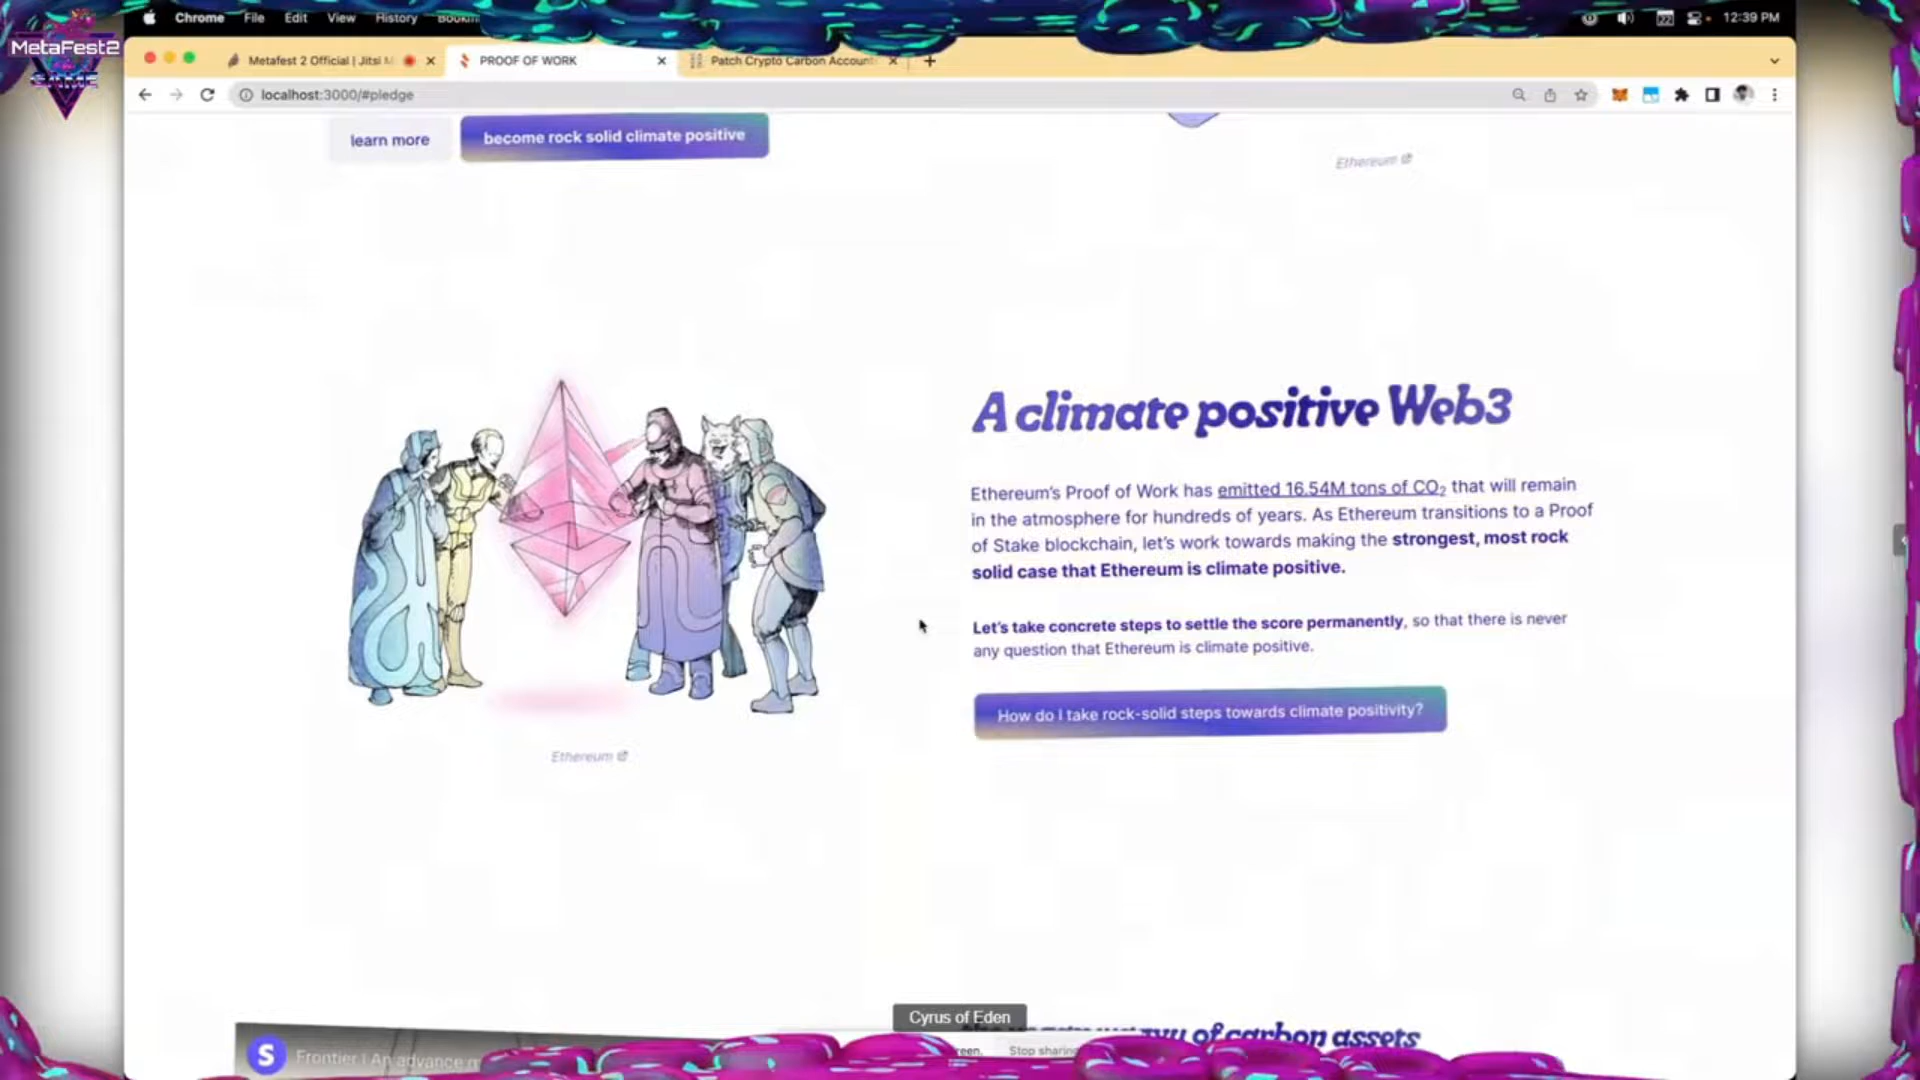 MetaFest2
GAME
Chrome File Edit View History
12:39 PM
Metafest 2 Official | Jitsi M
PROOF OF WORK
Patch Crypto Carbon Account
localhost:3000/#pledge
learn more
become rock solid climate positive
Ethereum
A climate positive Web3
Ethereum's Proof of Work has emitted 16.54M tons of CO₂ that will remain
in the atmosphere for hundreds of years. As Ethereum transitions to a Proof
of Stake blockchain, let's work towards making the strongest, most rock
solid case that Ethereum is climate positive.
Let's take concrete steps to settle the score permanently, so that there is never
any question that Ethereum is climate positive.
How do I take rock-solid steps towards climate positivity?
Ethereum
Cyrus of Eden
of carbon assets
S
Frontier | An advance m
Stop sharing